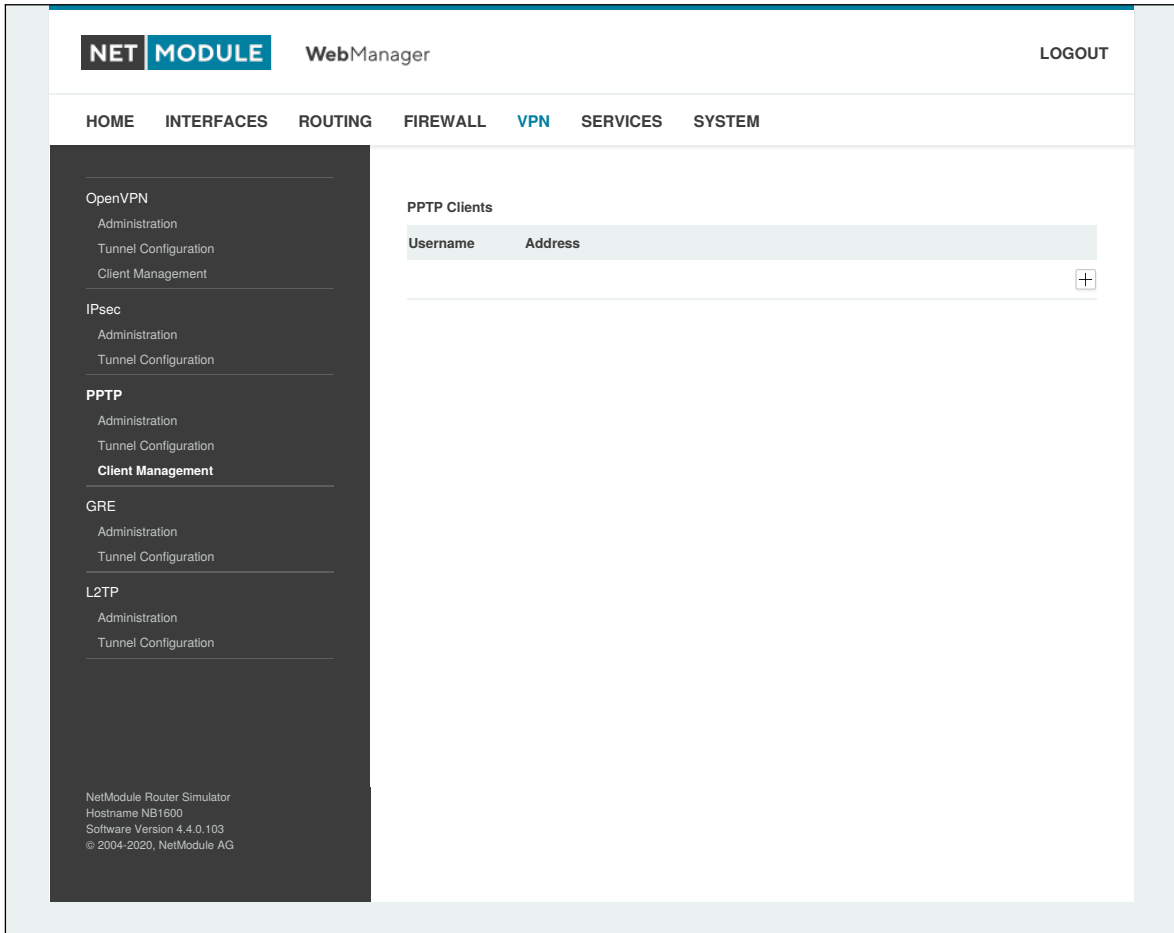 NET MODULE WebManager LOGOUT
HOME INTERFACES ROUTING FIREWALL VPN SERVICES SYSTEM
OpenVPN
Administration
Tunnel Configuration
Client Management
IPsec
Administration
Tunnel Configuration
PPTP
Administration
Tunnel Configuration
Client Management
GRE
Administration
Tunnel Configuration
L2TP
Administration
Tunnel Configuration
NetModule Router Simulator
Hostname NB1600
Software Version 4.4.0.103
© 2004-2020, NetModule AG
PPTP Clients
Username Address